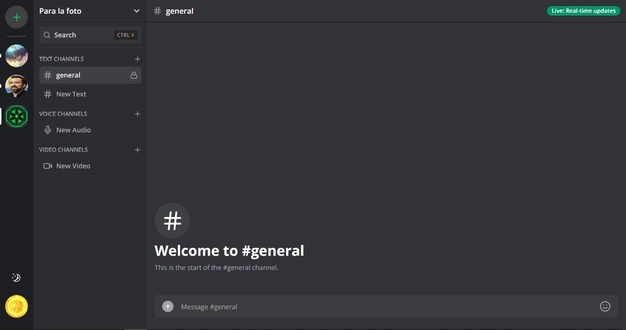 Para la foto
Search
CTRL K
TEXT CHANNELS
general
New Text
VOICE CHANNELS
New Audio
VIDEO CHANNELS
New Video
# general
Live: Real-time updates
#
Welcome to #general
This is the start of the #general channel.
Message #general